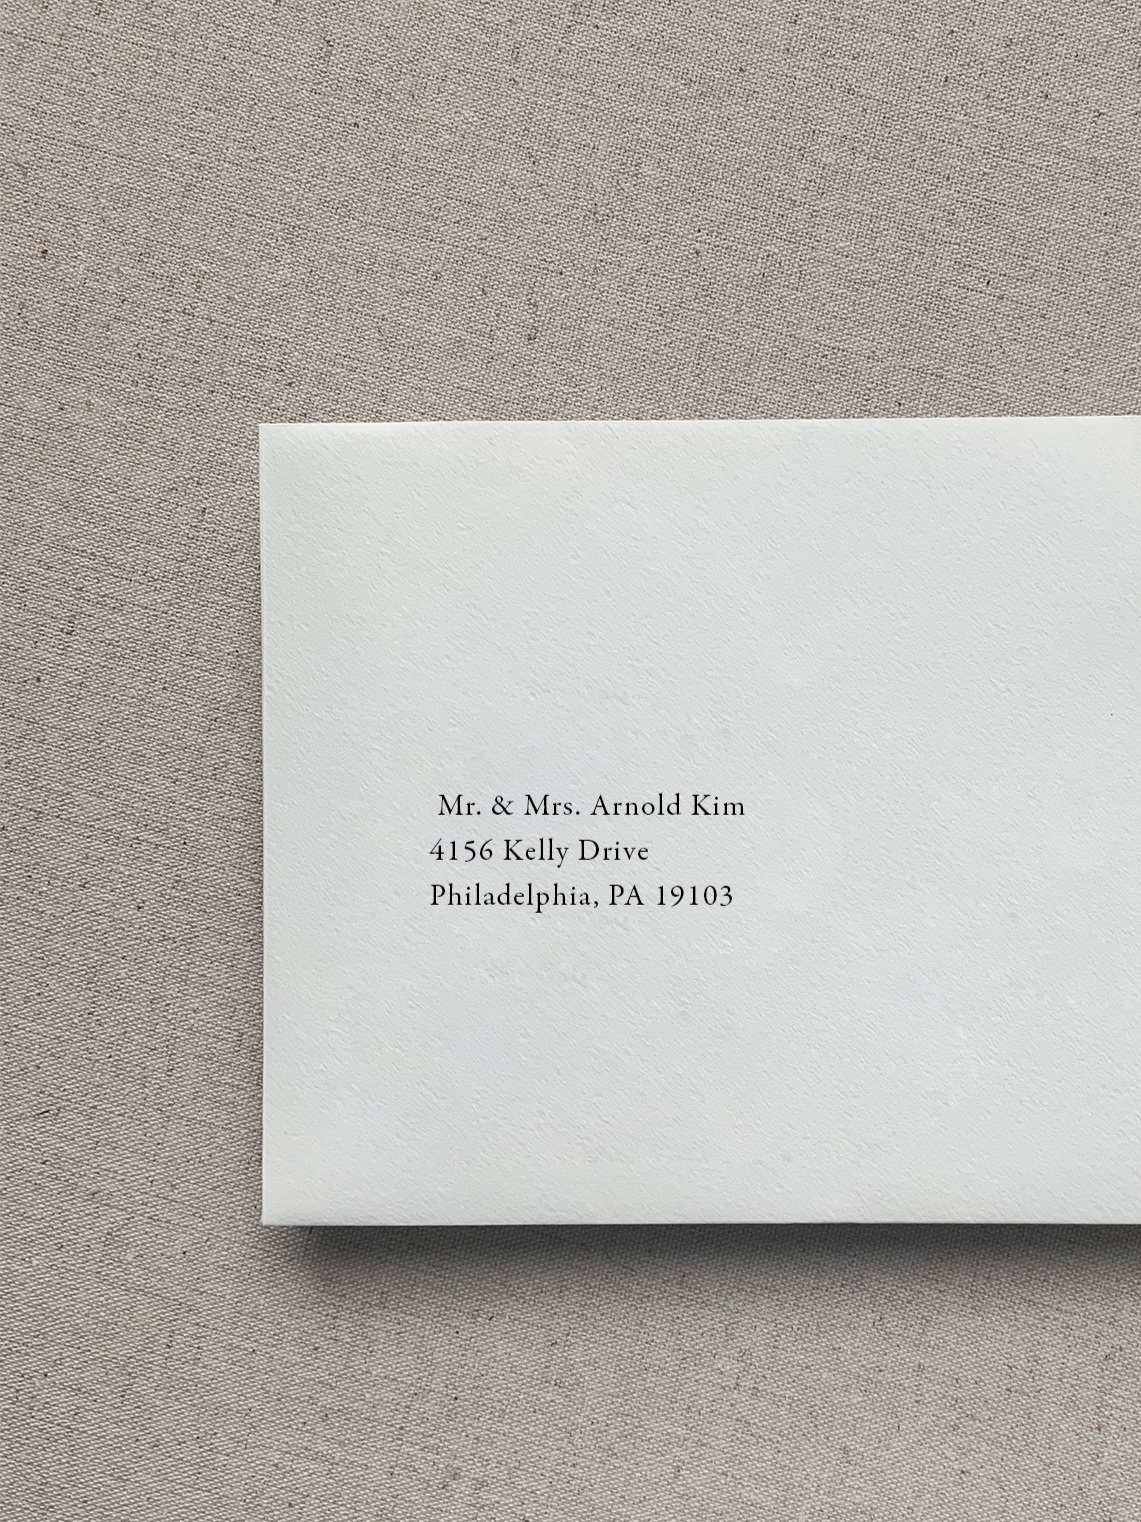 Mr. & Mrs. Arnold Kim
4156 Kelly Drive
Philadelphia, PA 19103